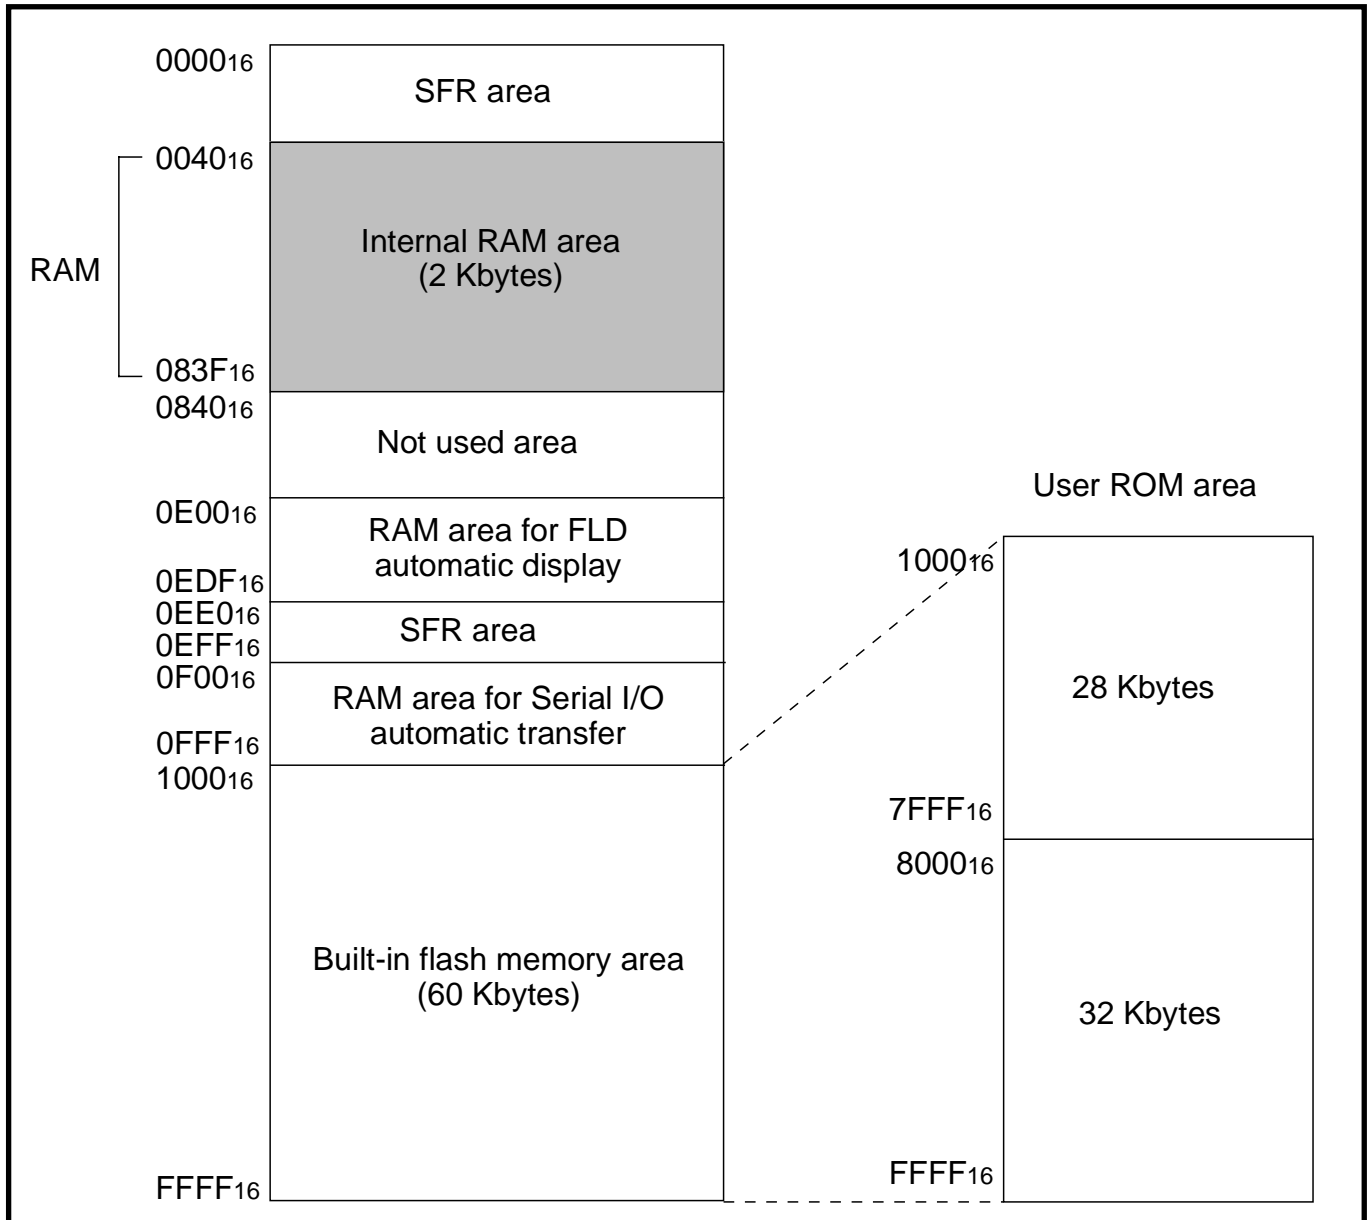 0000₁₆
SFR area
0040₁₆
Internal RAM area
(2 Kbytes)
RAM
083F₁₆
0840₁₆
Not used area
0E00₁₆
RAM area for FLD
automatic display
0EDF₁₆
0EE0₁₆
SFR area
0EFF₁₆
0F00₁₆
RAM area for Serial I/O
automatic transfer
0FFF₁₆
1000₁₆
Built-in flash memory area
(60 Kbytes)
FFFF₁₆
User ROM area
1000₁₆
28 Kbytes
7FFF₁₆
8000₁₆
32 Kbytes
FFFF₁₆